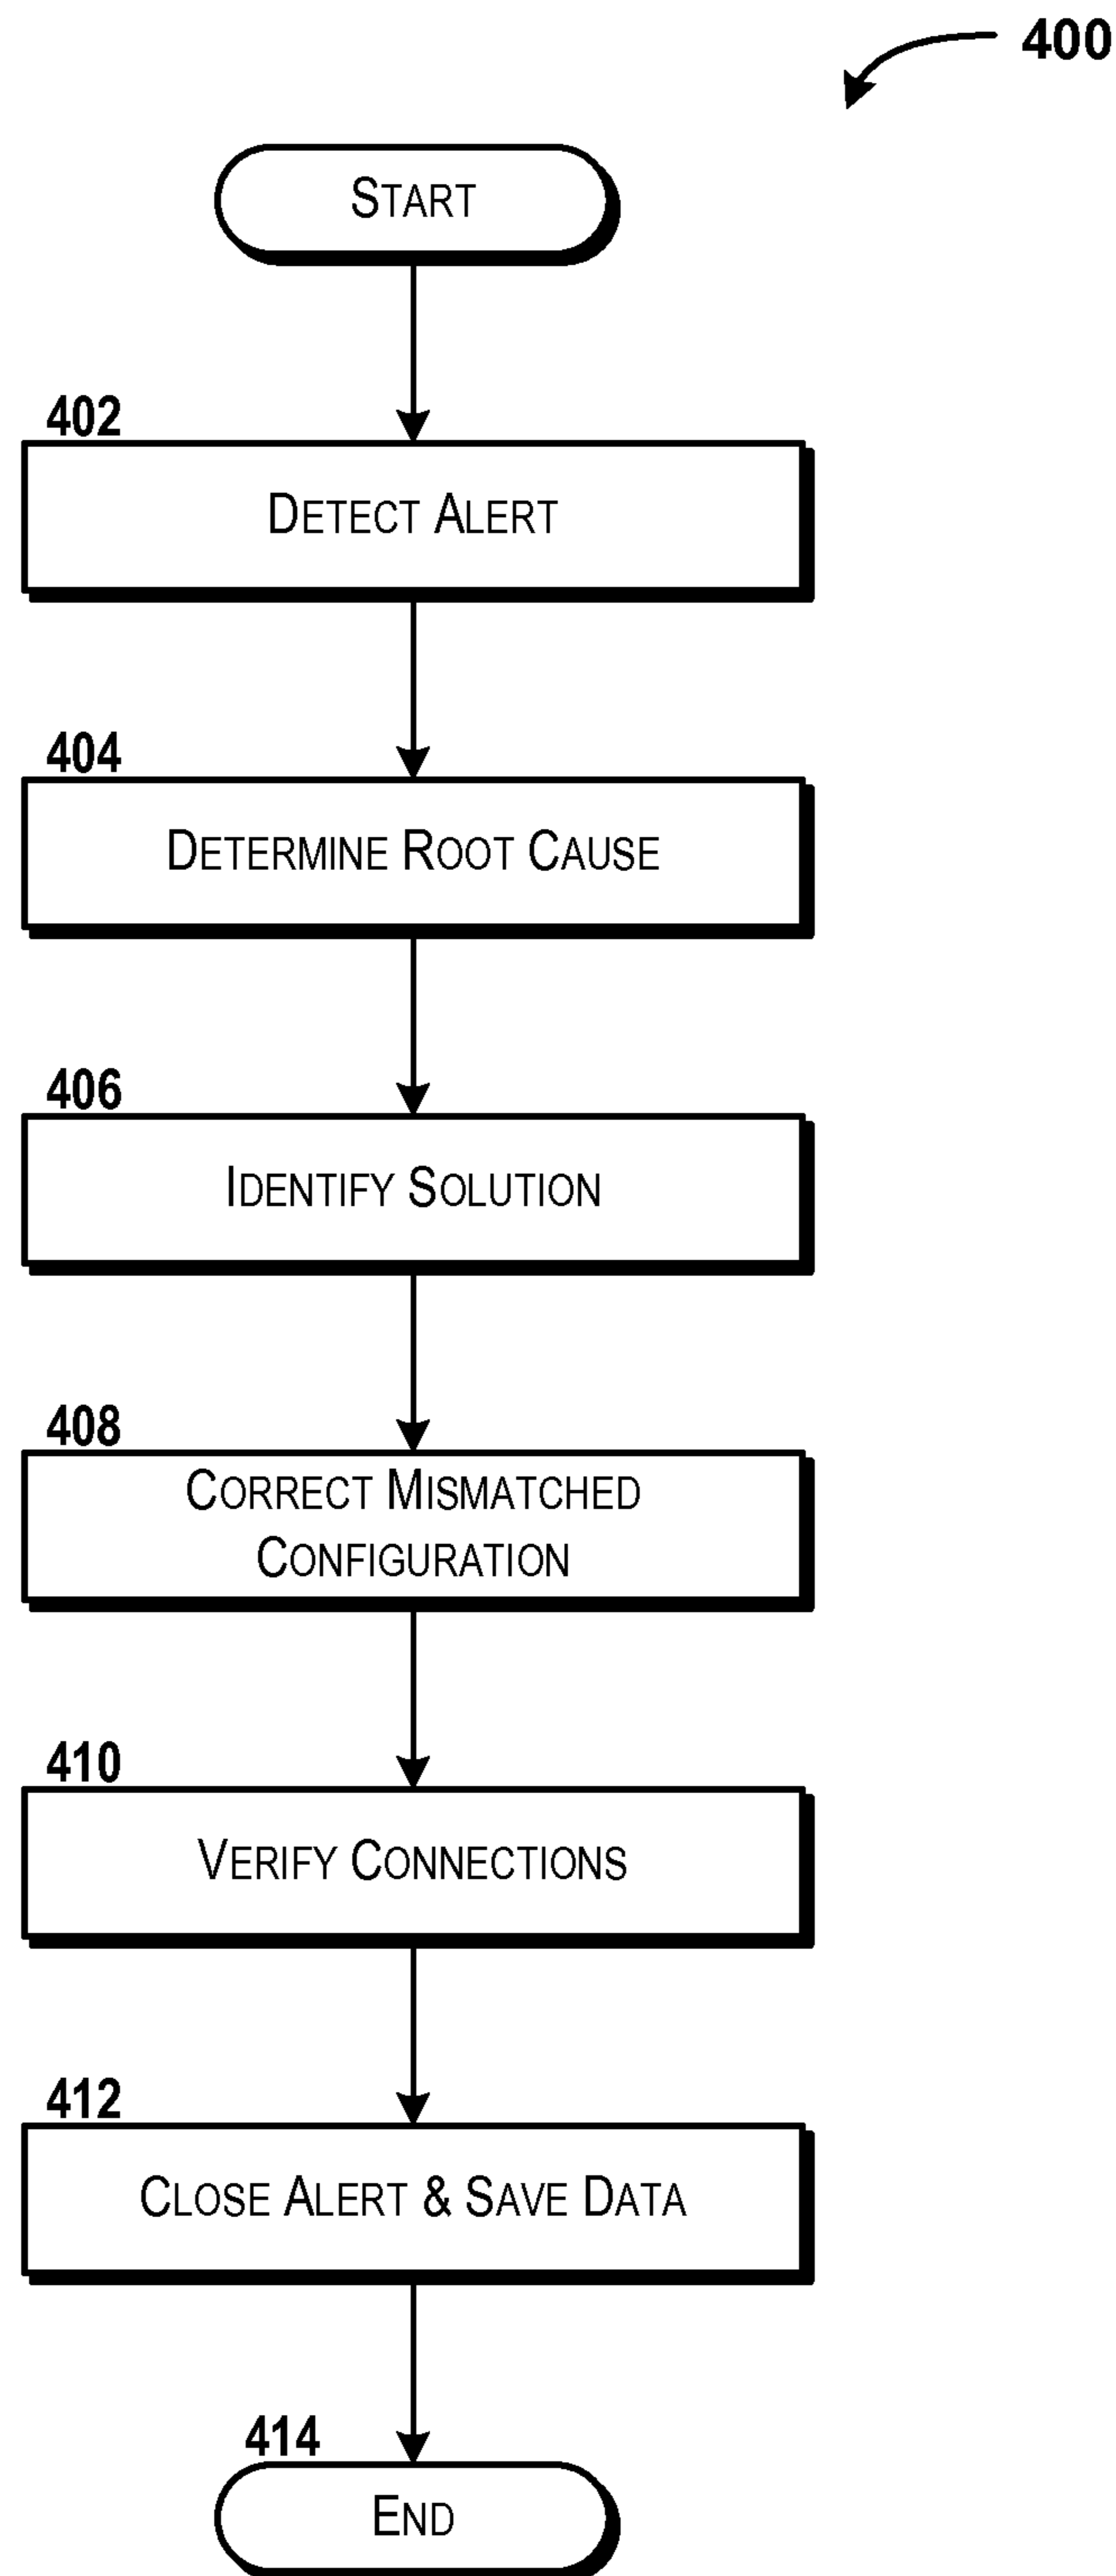 400
START
402
DETECT ALERT
404
DETERMINE ROOT CAUSE
406
IDENTIFY SOLUTION
408
CORRECT MISMATCHED
CONFIGURATION
410
VERIFY CONNECTIONS
412
CLOSE ALERT & SAVE DATA
414
END